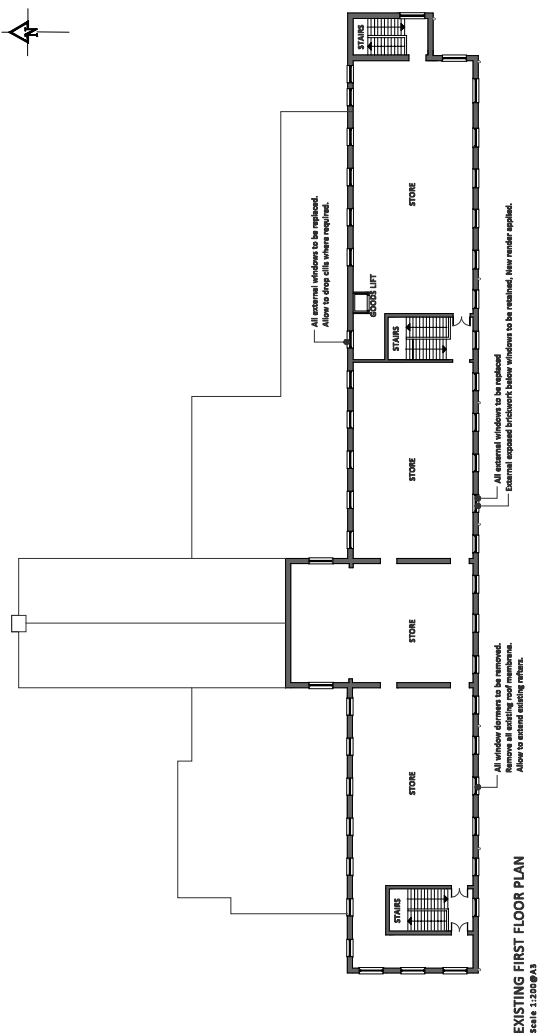 N
STAIRS
STORE
All external windows to be replaced.
Allow to drop cills where required.
GOODS LIFT
STAIRS
All external windows to be replaced
External exposed brickwork below windows to be retained, New render applied.
STORE
STORE
All window dormers to be removed.
Remove all existing roof membrane.
Allow to extend existing rafters.
STORE
STAIRS
EXISTING FIRST FLOOR PLAN
Scale 1:200@A3